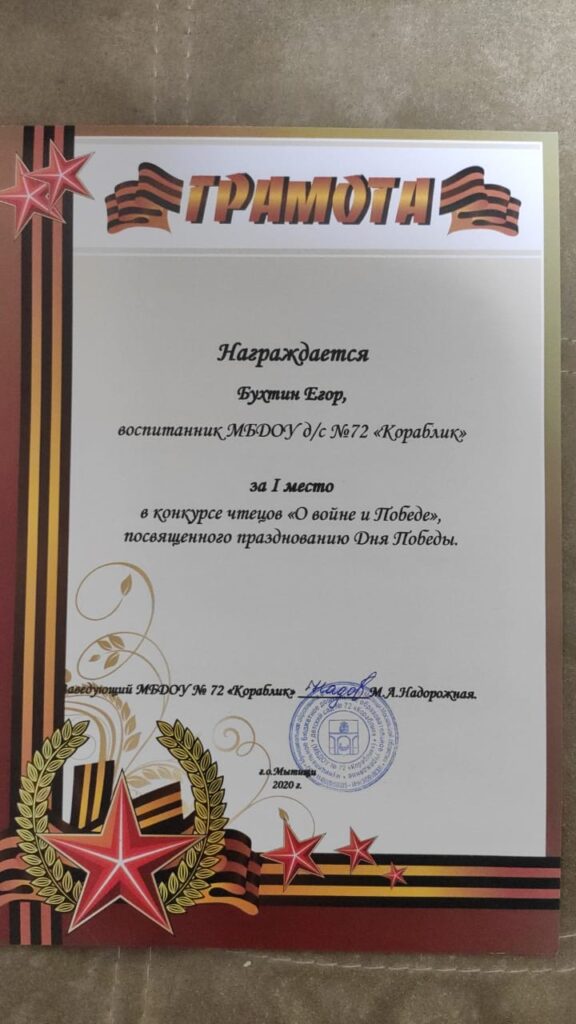 ГРАМОТА
Награждается
Бухтин Егор,
воспитанник МБДОУ д/с №72 «Кораблик»
за I место
в конкурсе чтецов «О войне и Победе»,
посвященного празднованию Дня Победы.
Заведующий МБДОУ № 72 «Кораблик» М.А.Надорожная.
г.о.Мытищи
2020 г.